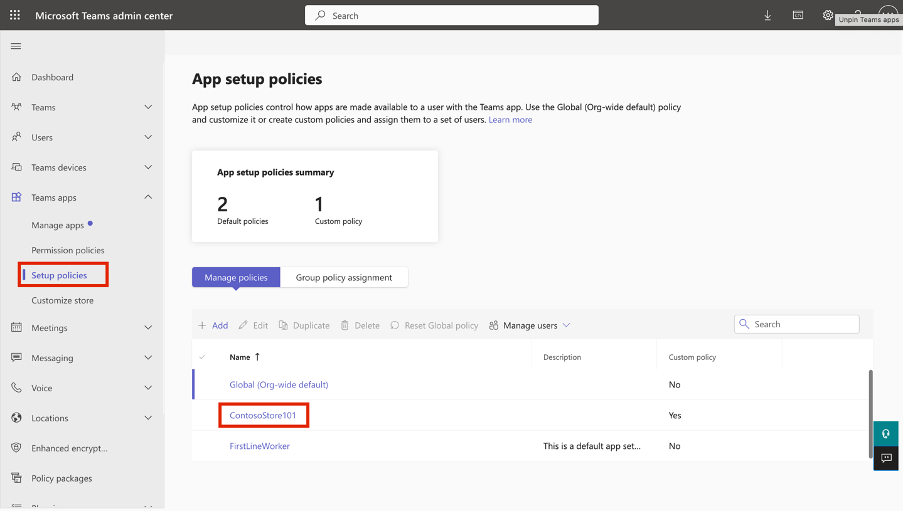 Microsoft Teams admin center
Search
Unpin Teams apps
Dashboard
Teams
Users
Teams devices
Teams apps
Manage apps
Permission policies
Setup policies
Customize store
Meetings
Messaging
Voice
Locations
Enhanced encrypt...
Policy packages
App setup policies
App setup policies control how apps are made available to a user with the Teams app. Use the Global (Org-wide default) policy
and customize it or create custom policies and assign them to a set of users. Learn more
App setup policies summary
2 1
Default policies Custom policy
Manage policies Group policy assignment
Add Edit Duplicate Delete Reset Global policy Manage users Search
Name ↑ Description Custom policy
Global (Org-wide default) No
ContosoStore101 Yes
FirstLineWorker This is a default app set... No